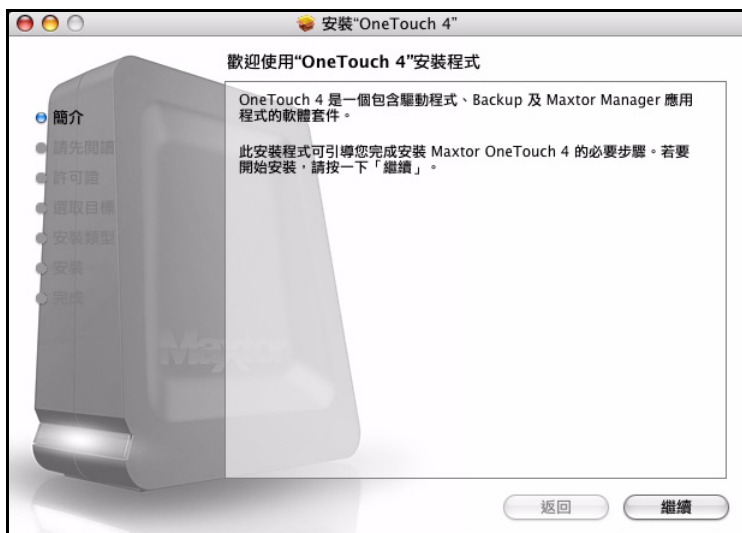 安裝“OneTouch 4”
歡迎使用“OneTouch 4”安裝程式
簡介
請先閱讀
許可證
選取目標
安裝類型
安裝
完成
OneTouch 4 是一個包含驅動程式、Backup 及 Maxtor Manager 應用
程式的軟體套件。
此安裝程式可引導您完成安裝 Maxtor OneTouch 4 的必要步驟。若要
開始安裝，請按一下「繼續」。
Maxtor
返回
繼續